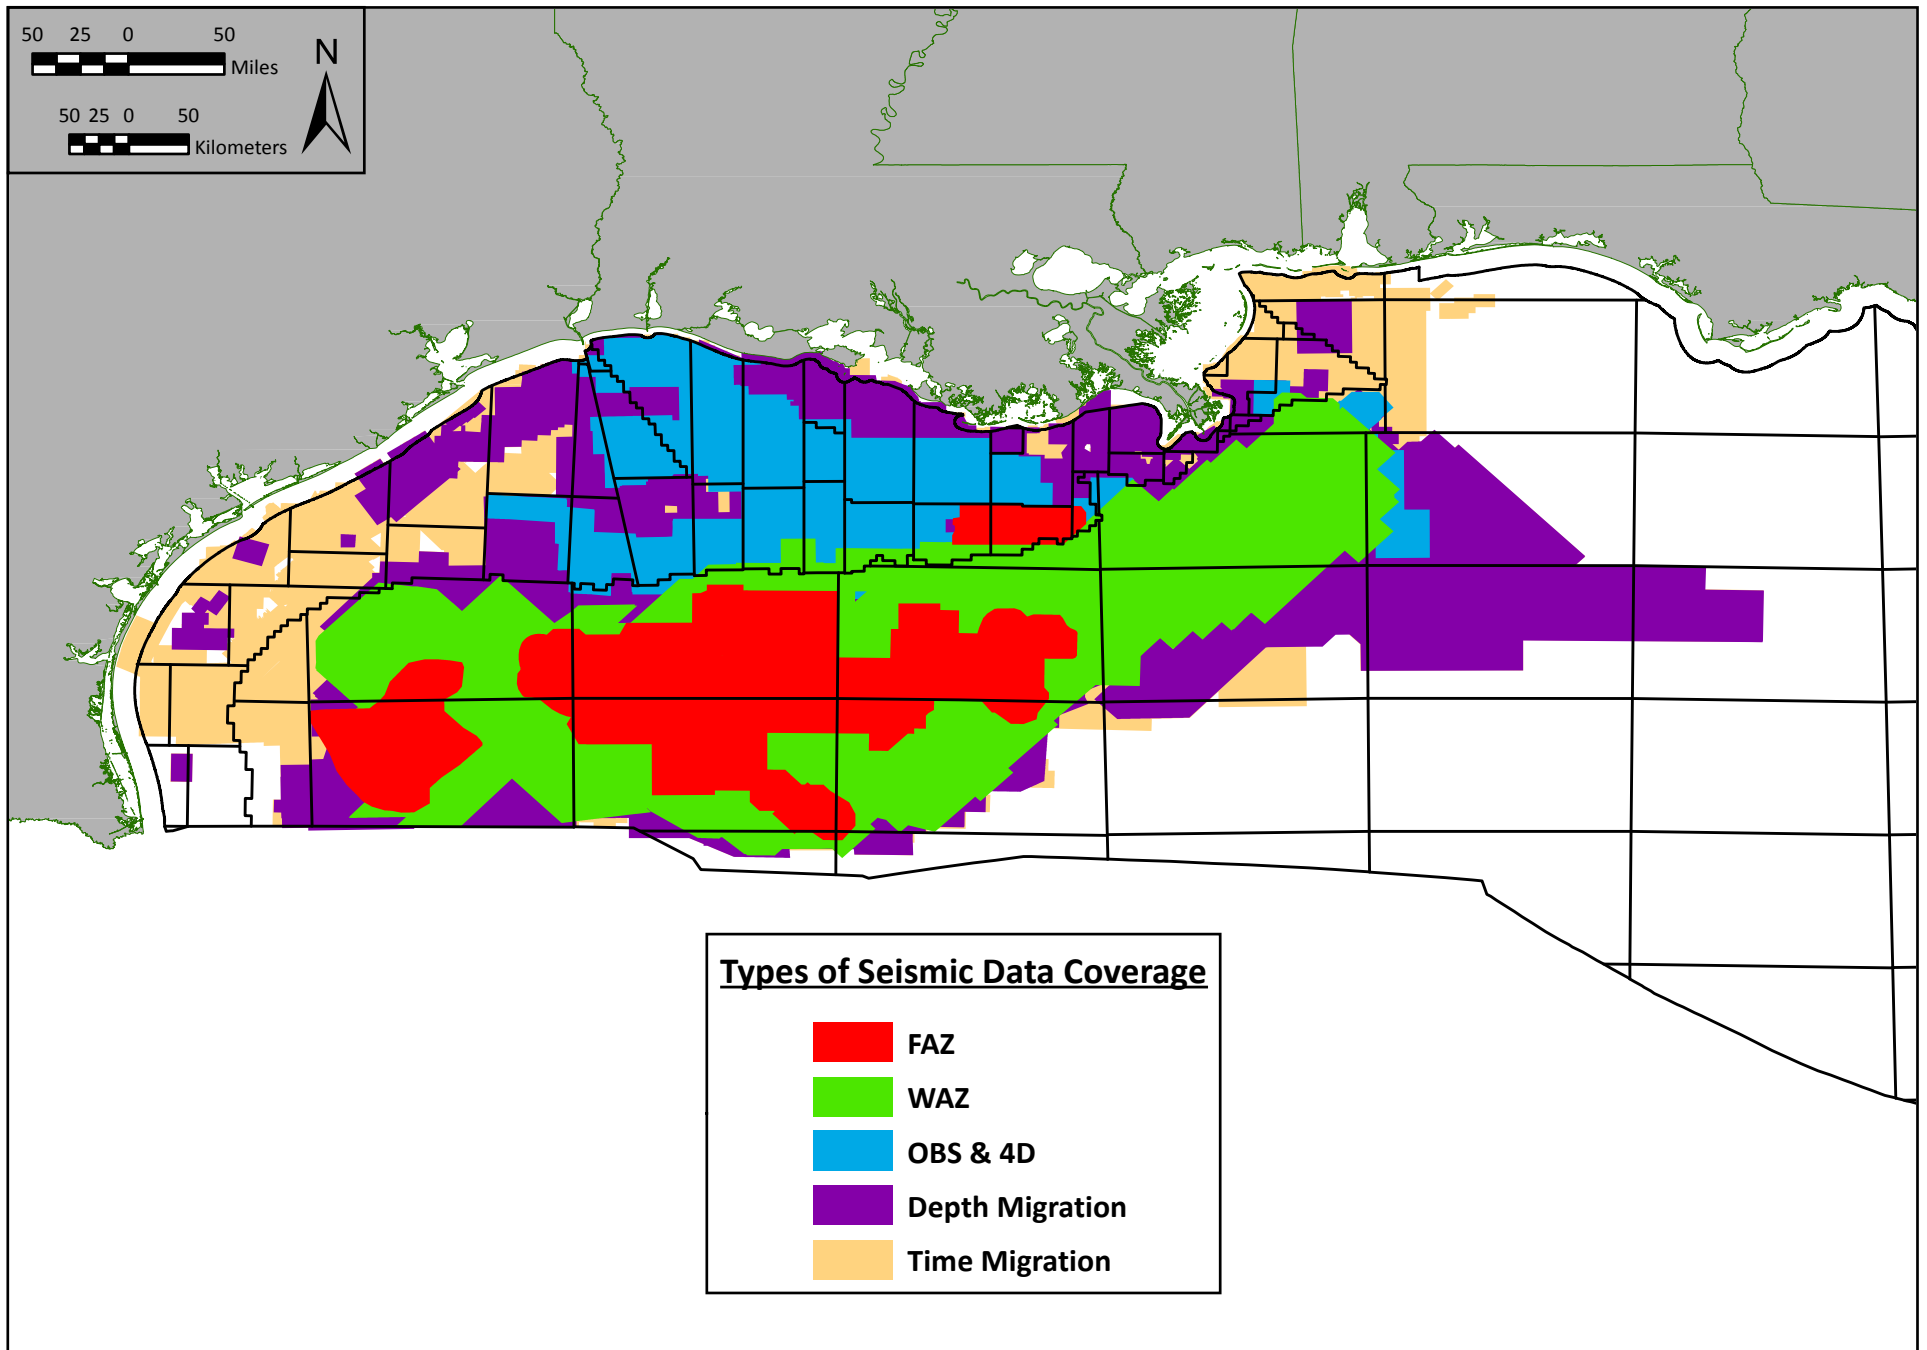 50 25 0 50
Miles
N
50 25 0 50
Kilometers
Types of Seismic Data Coverage
FAZ
WAZ
OBS & 4D
Depth Migration
Time Migration